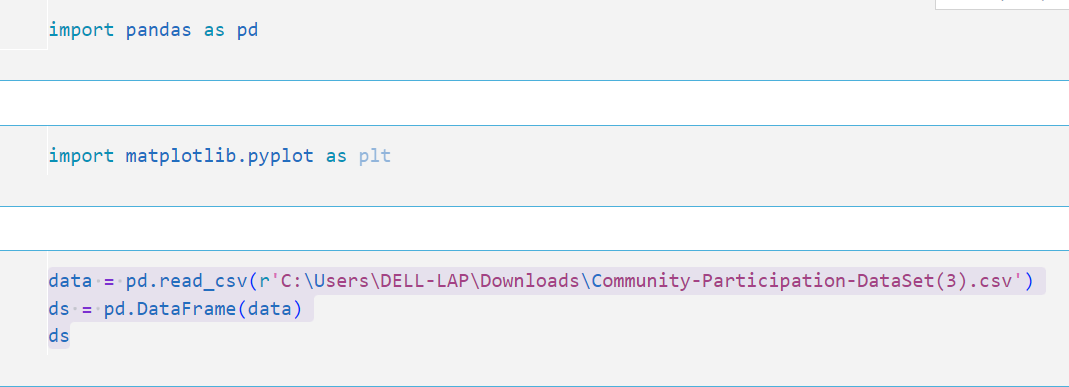 import pandas as pd
import matplotlib.pyplot as plt
data = pd.read_csv(r'C:\Users\DELL-LAP\Downloads\Community-Participation-DataSet(3).csv')
ds = pd.DataFrame(data)
ds